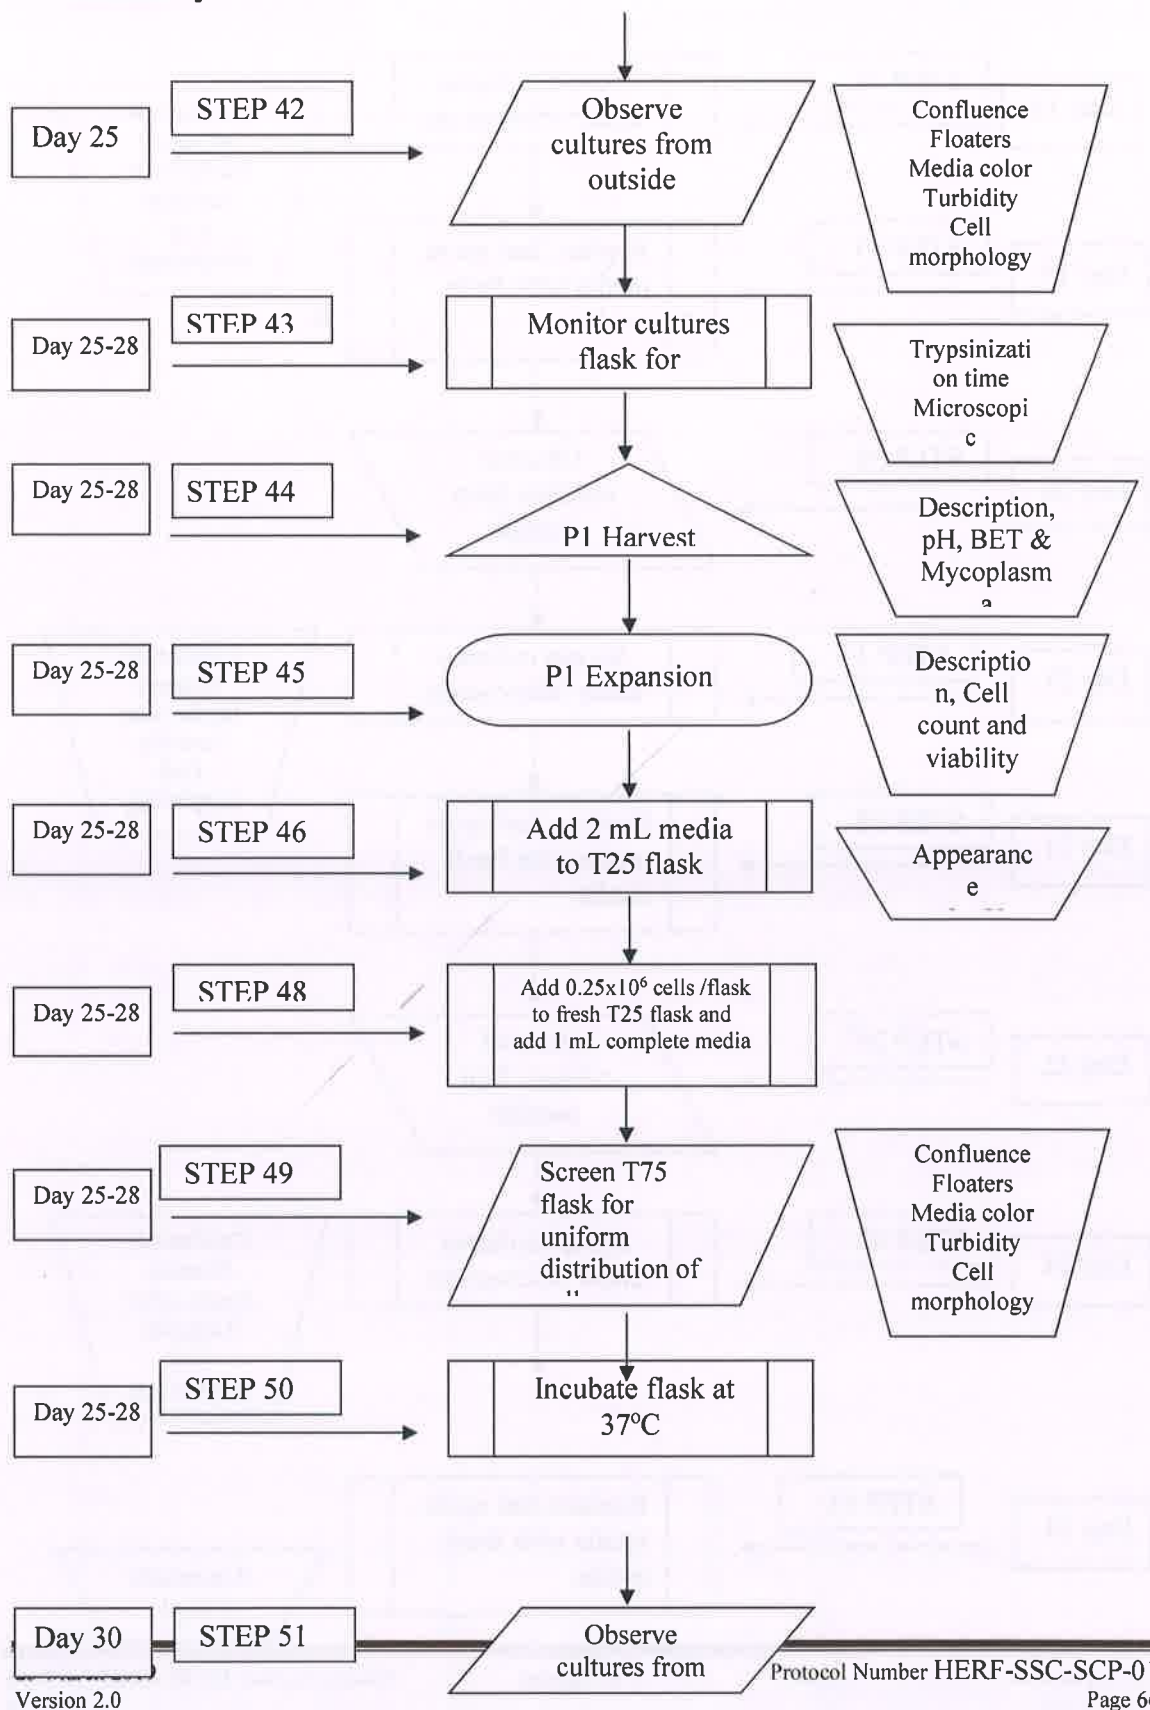 Day 25
STEP 42
Observe
cultures from
outside
Confluence
Floaters
Media color
Turbidity
Cell
morphology
Day 25-28
STEP 43
Monitor cultures
flask for
Trypsinizati
on time
Microscopi
c
Day 25-28
STEP 44
P1 Harvest
Description,
pH, BET &
Mycoplasm
a
Day 25-28
STEP 45
P1 Expansion
Descriptio
n, Cell
count and
viability
Day 25-28
STEP 46
Add 2 mL media
to T25 flask
Appearanc
e
Day 25-28
STEP 48
Add 0.25x10⁶ cells /flask
to fresh T25 flask and
add 1 mL complete media
Day 25-28
STEP 49
Screen T75
flask for
uniform
distribution of
Confluence
Floaters
Media color
Turbidity
Cell
morphology
Day 25-28
STEP 50
Incubate flask at
37°C
Day 30
STEP 51
Observe
cultures from
Protocol Number HERF-SSC-SCP-0
Version 2.0
Page 6